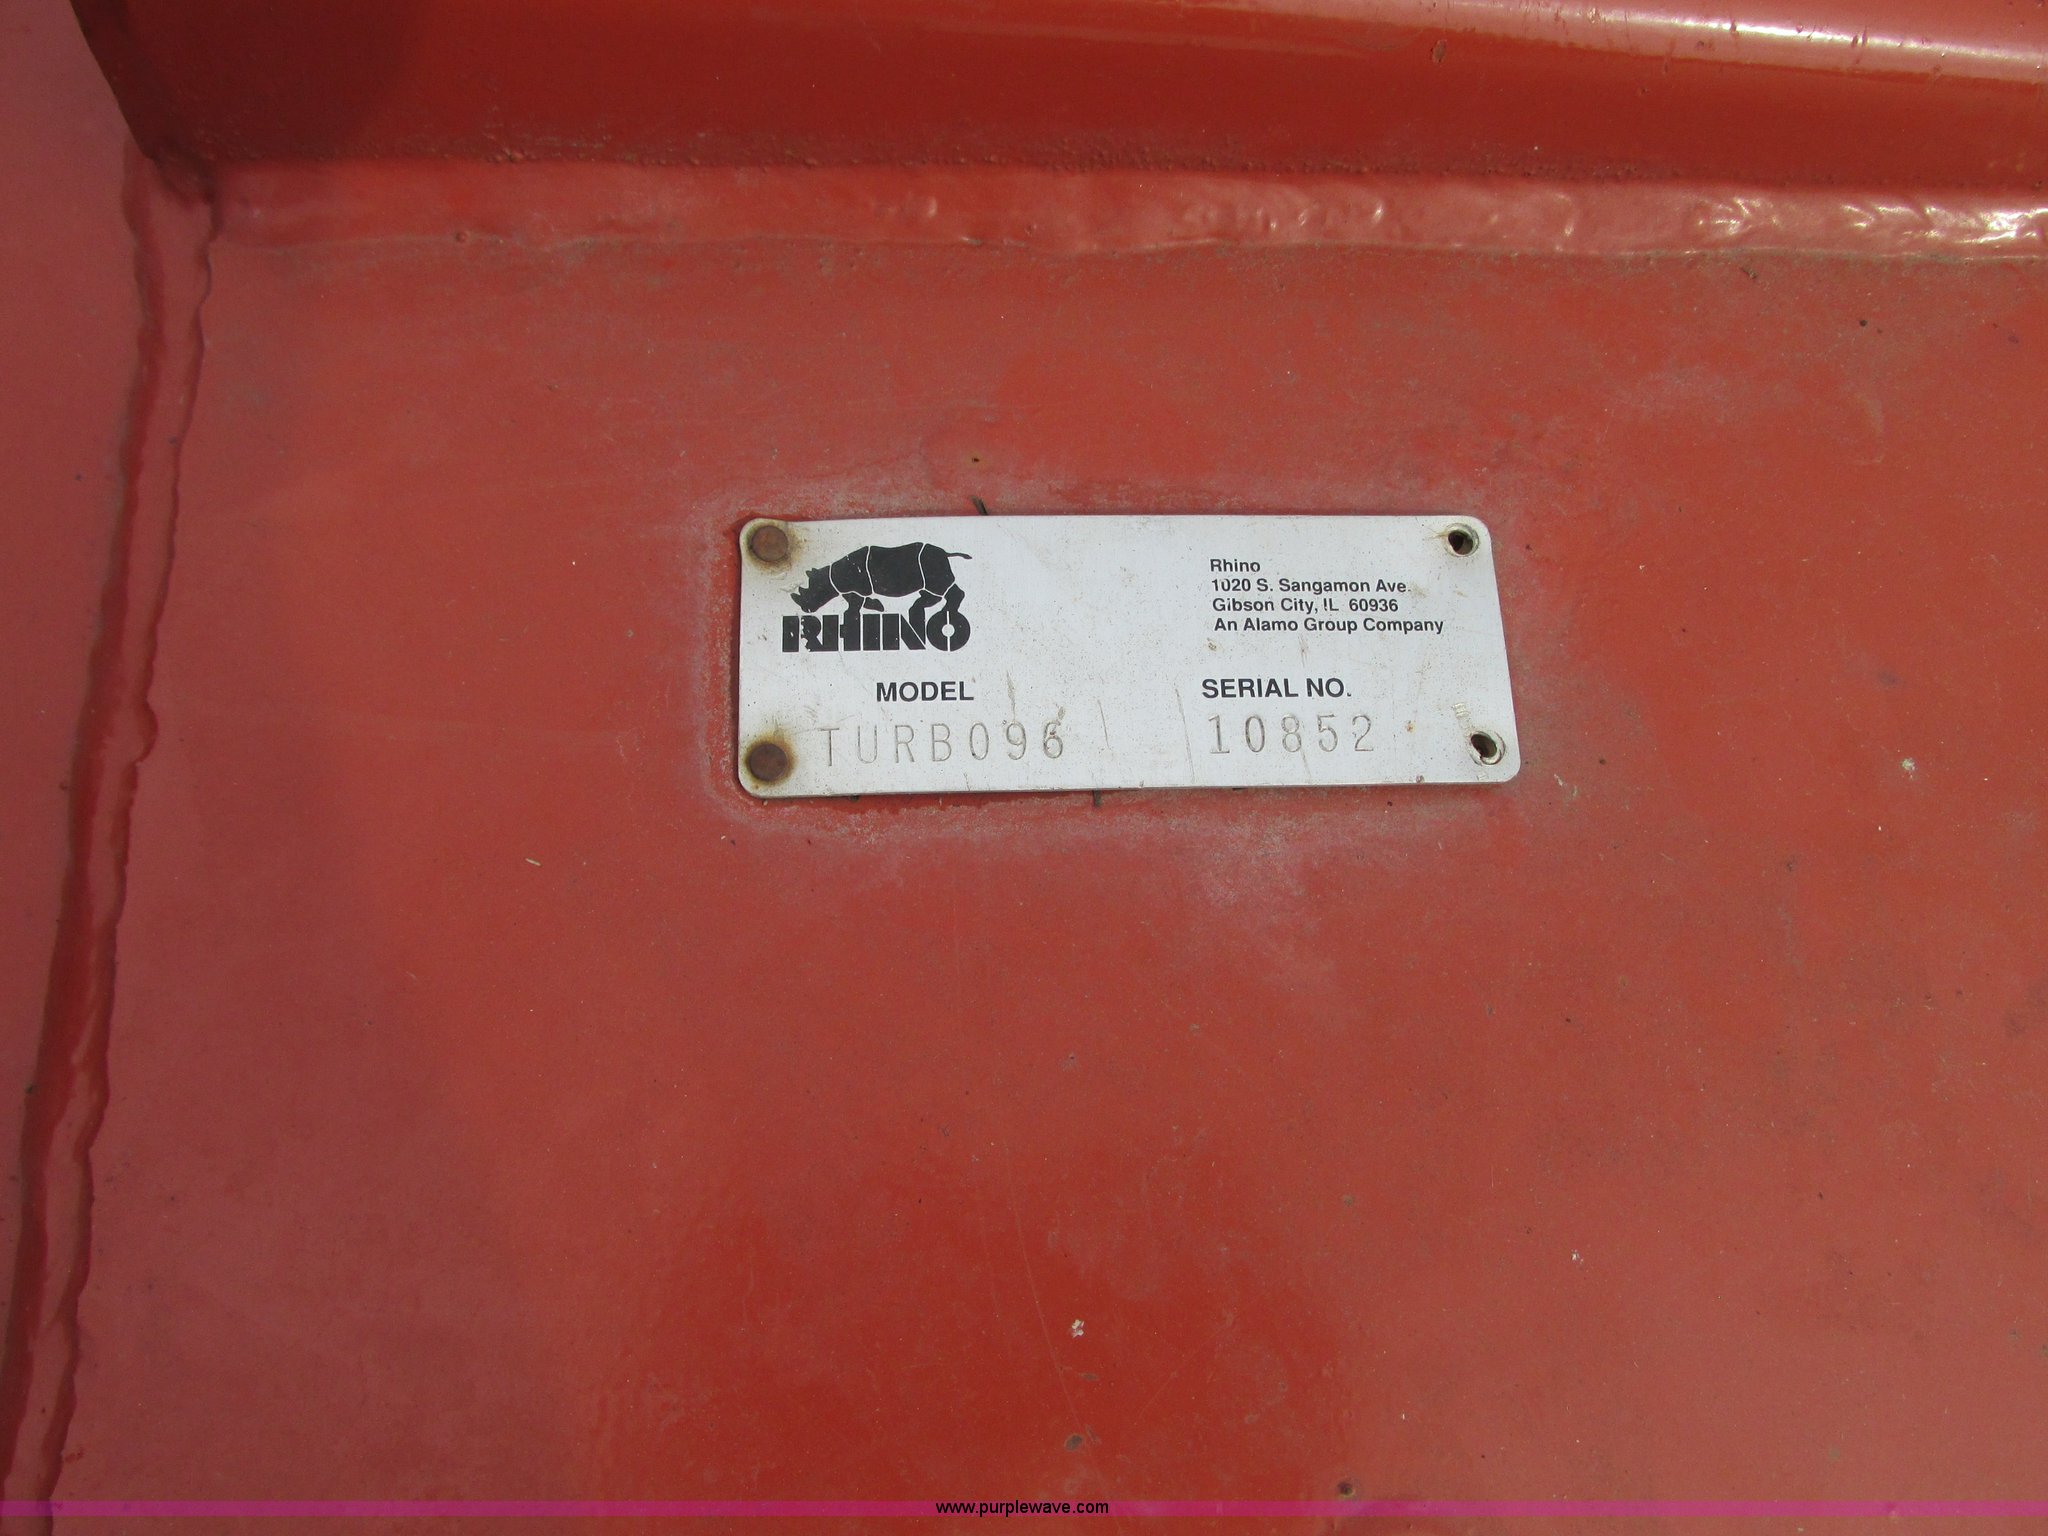 RHINO
Rhino
1020 S. Sangamon Ave.
Gibson City, IL 60936
An Alamo Group Company
MODEL
SERIAL NO.
TURBO96
10852
www.purplewave.com